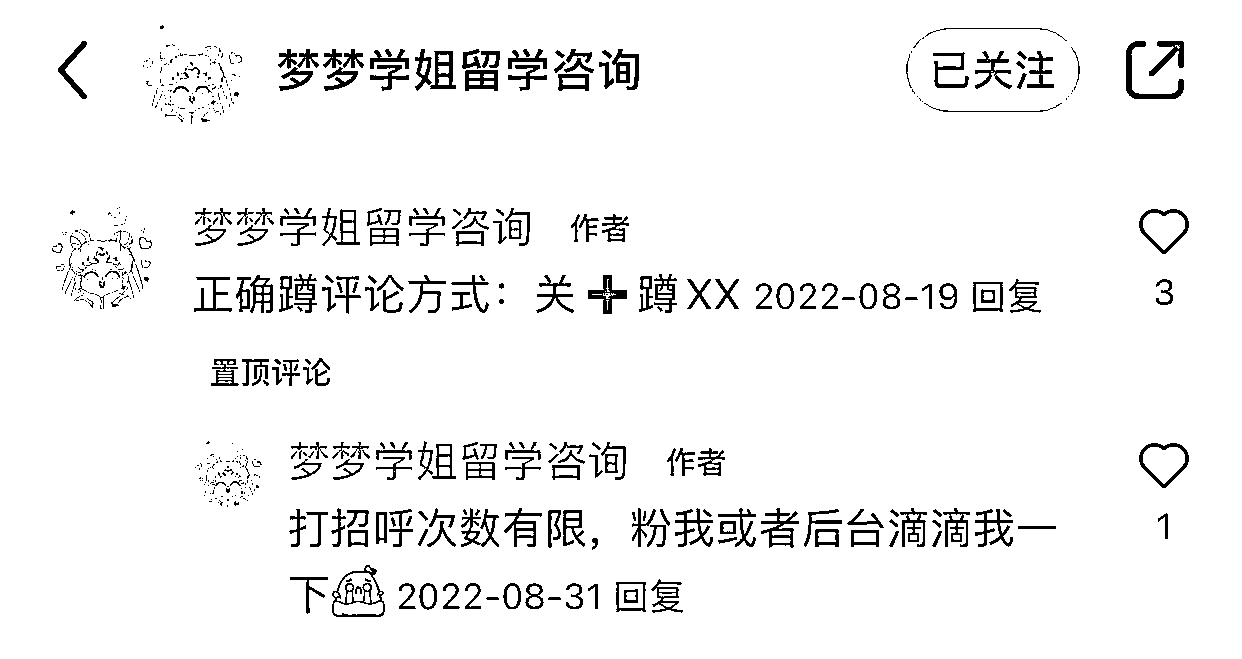 梦梦学姐留学咨询 已关注
梦梦学姐留学咨询 作者
正确蹲评论方式：关➕蹲XX 2022-08-19 回复
3
置顶评论
梦梦学姐留学咨询 作者
打招呼次数有限，粉我或者后台滴滴我一
1
下 2022-08-31 回复